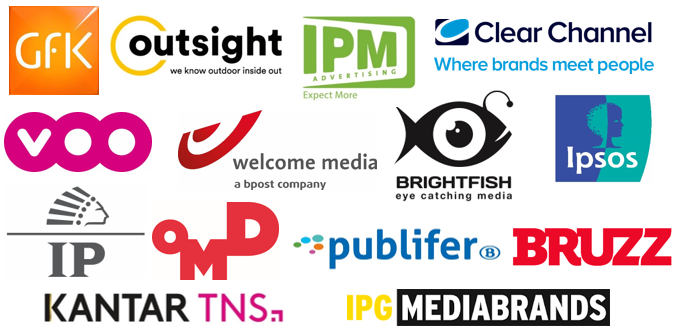 GFK
outsight
we know outdoor inside out
IPM
ADVERTISING
Expect More
Clear Channel
Where brands meet people
VOO
welcome media
a bpost company
BRIGHTFISH
eye catching media
Ipsos
IP
OMD
publifer B
BRUZZ
KANTAR TNS.
IPG MEDIABRANDS